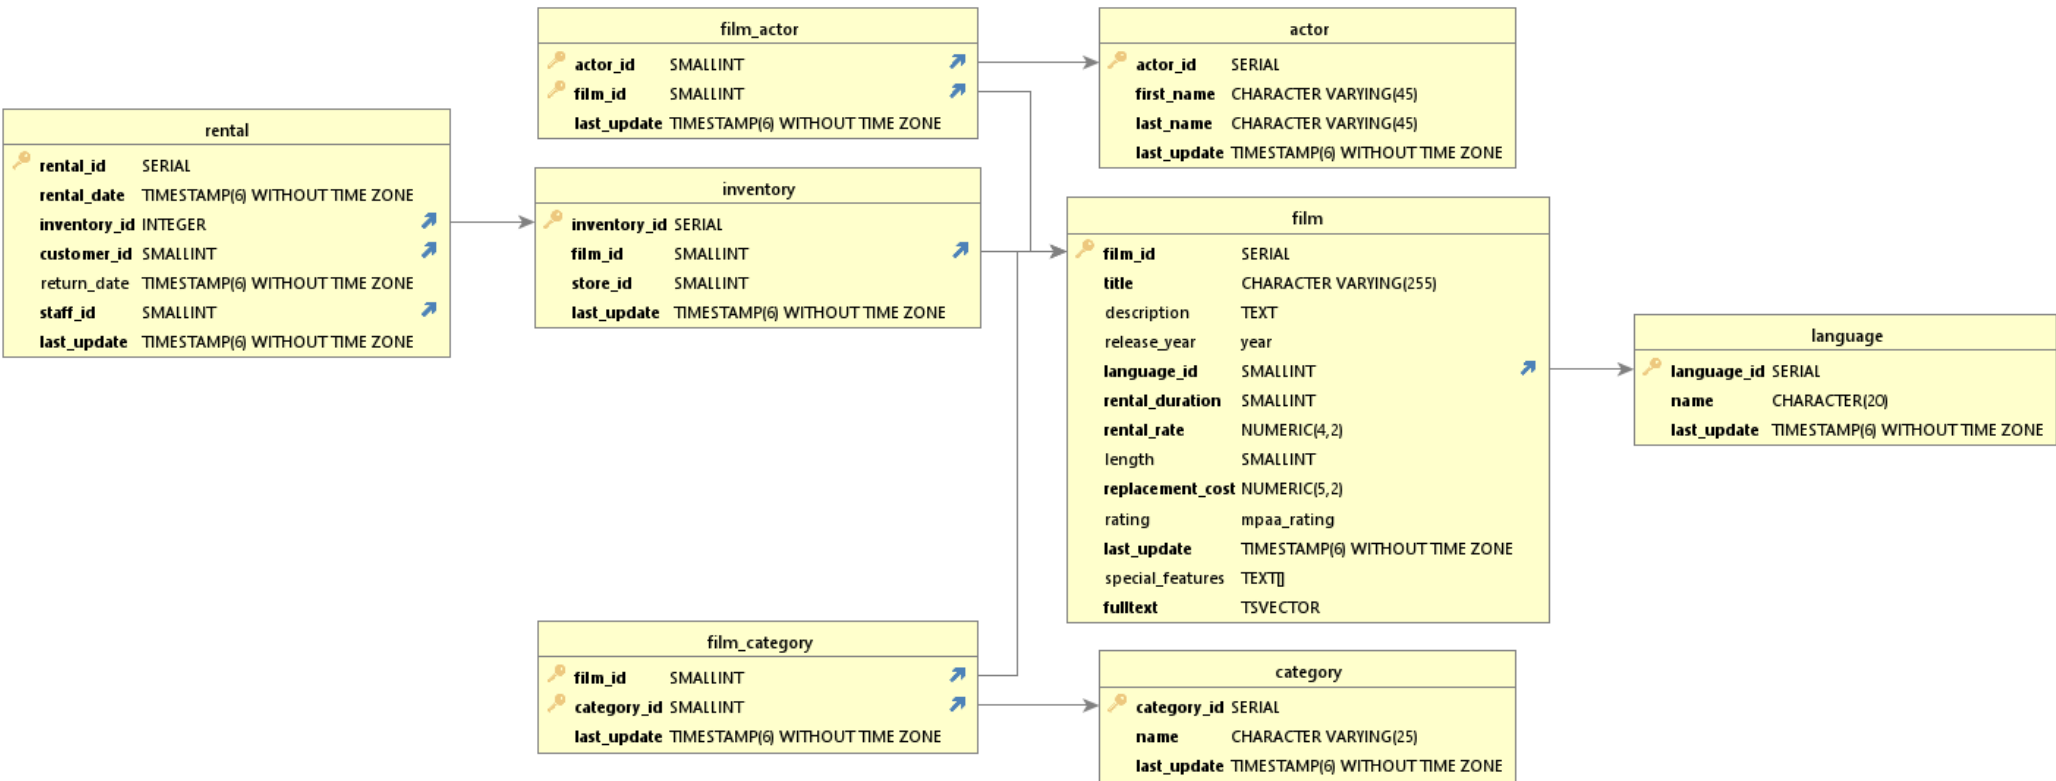 film_actor
actor_id SMALLINT
film_id SMALLINT
last_update TIMESTAMP(6) WITHOUT TIME ZONE
actor
actor_id SERIAL
first_name CHARACTER VARYING(45)
last_name CHARACTER VARYING(45)
last_update TIMESTAMP(6) WITHOUT TIME ZONE
rental
rental_id SERIAL
rental_date TIMESTAMP(6) WITHOUT TIME ZONE
inventory_id INTEGER
customer_id SMALLINT
return_date TIMESTAMP(6) WITHOUT TIME ZONE
staff_id SMALLINT
last_update TIMESTAMP(6) WITHOUT TIME ZONE
inventory
inventory_id SERIAL
film_id SMALLINT
store_id SMALLINT
last_update TIMESTAMP(6) WITHOUT TIME ZONE
film
film_id SERIAL
title CHARACTER VARYING(255)
description TEXT
release_year year
language_id SMALLINT
rental_duration SMALLINT
rental_rate NUMERIC(4,2)
length SMALLINT
replacement_cost NUMERIC(5,2)
rating mpaa_rating
last_update TIMESTAMP(6) WITHOUT TIME ZONE
special_features TEXT[]
fulltext TSVECTOR
language
language_id SERIAL
name CHARACTER(20)
last_update TIMESTAMP(6) WITHOUT TIME ZONE
film_category
film_id SMALLINT
category_id SMALLINT
last_update TIMESTAMP(6) WITHOUT TIME ZONE
category
category_id SERIAL
name CHARACTER VARYING(25)
last_update TIMESTAMP(6) WITHOUT TIME ZONE